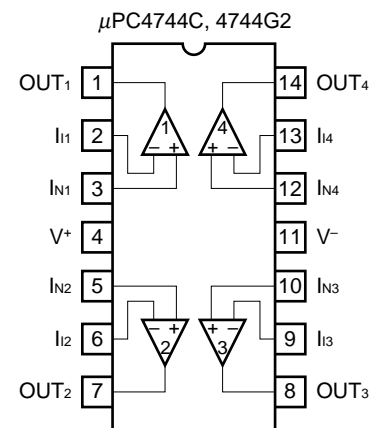 µPC4744C, 4744G2
OUT1 1 14 OUT4
II1 2 1 4 13 II4
− + + −
IN1 3 12 IN4
V+ 4 11 V−
IN2 5 10 IN3
− + + −
II2 6 2 3 9 II3
OUT2 7 8 OUT3